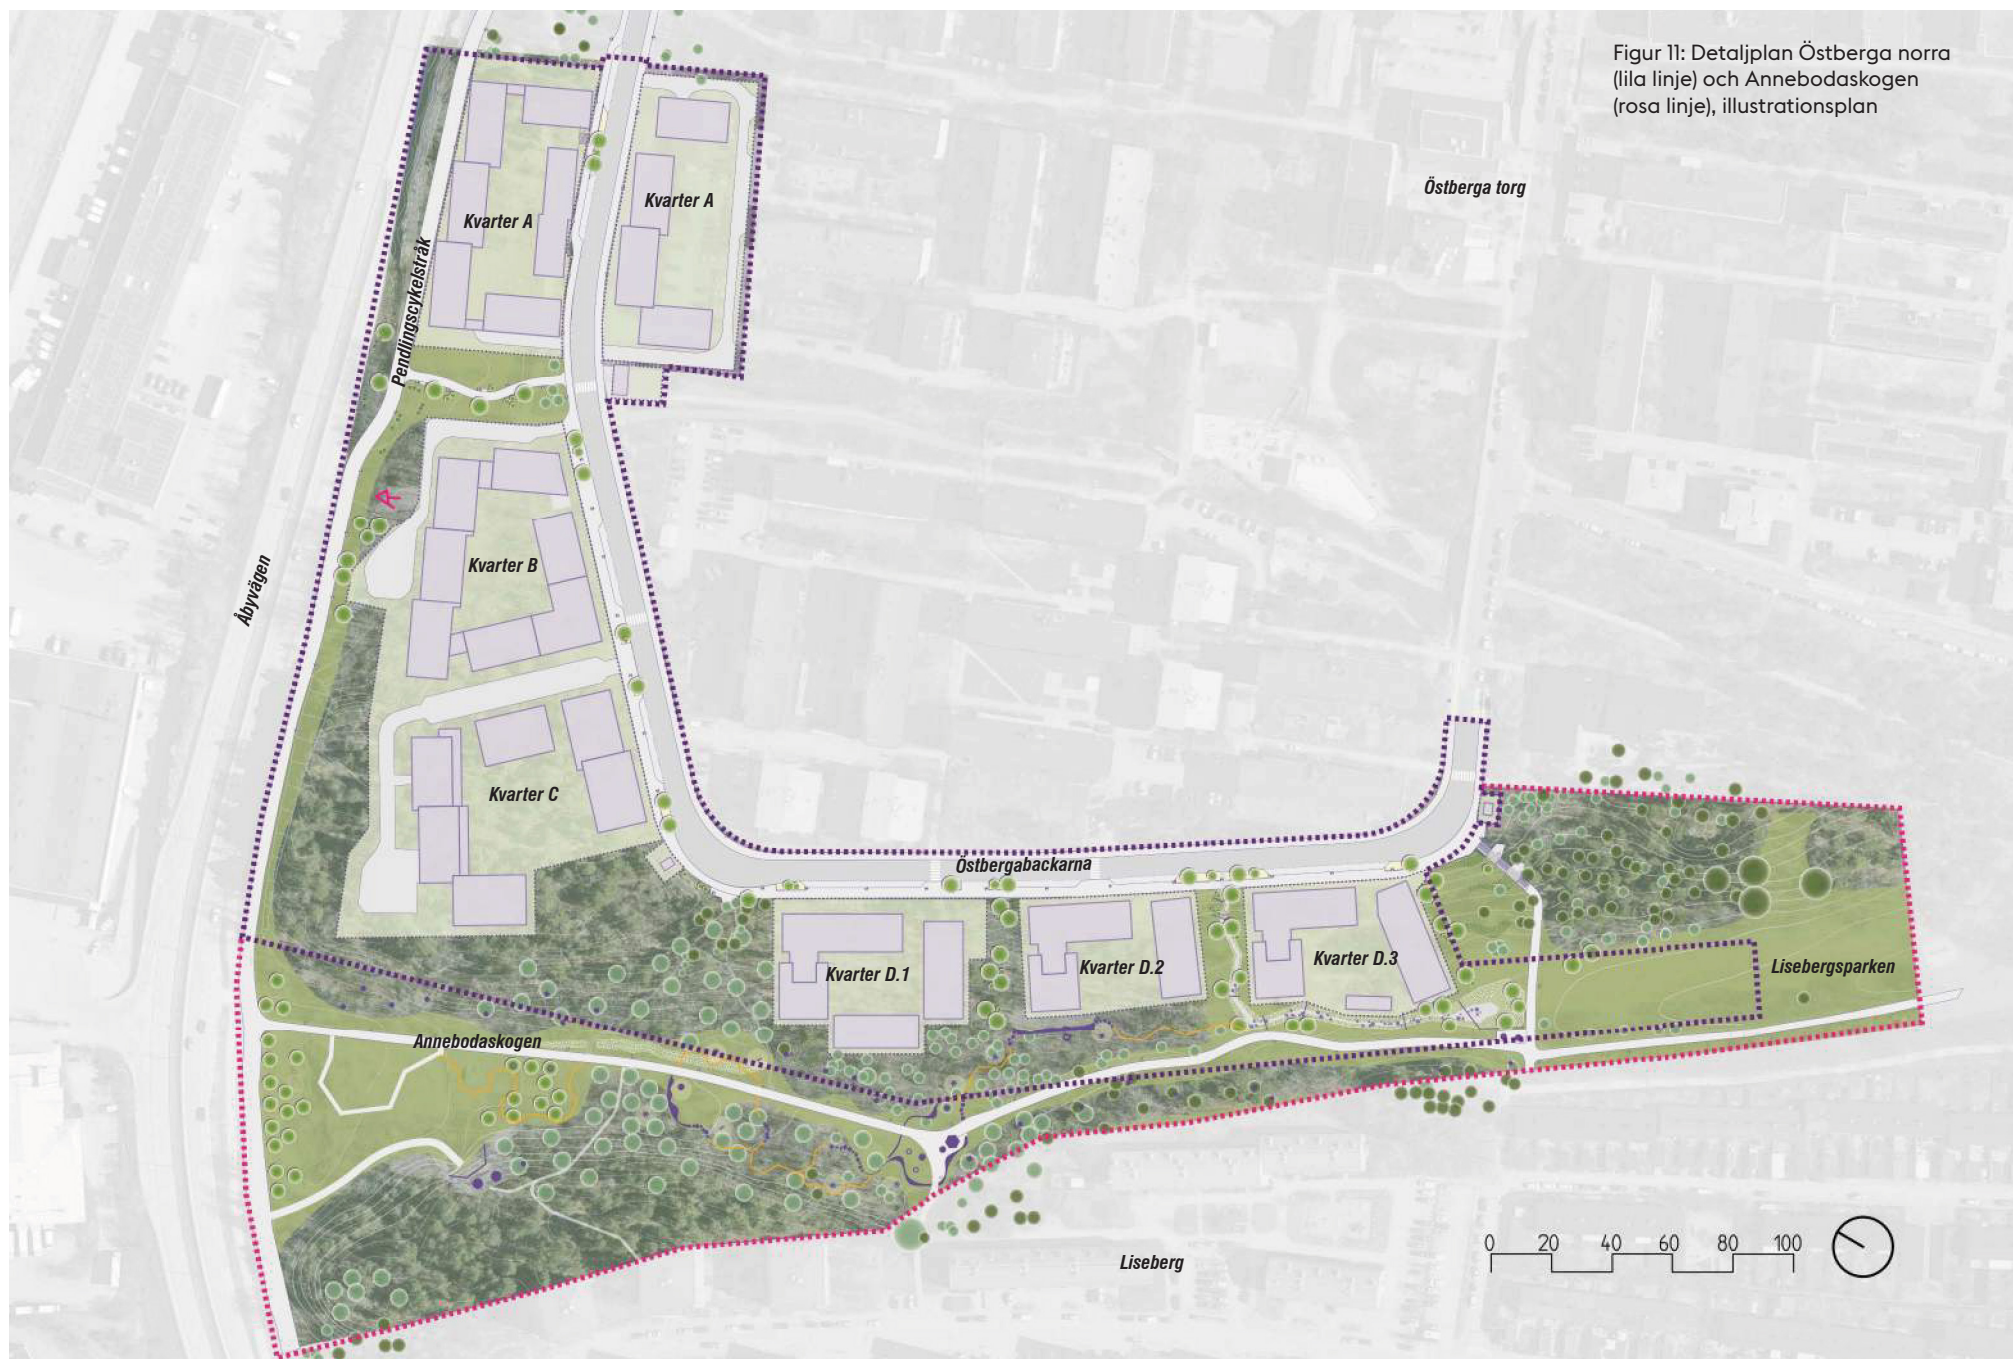 Figur 11: Detaljplan Östberga norra
(lila linje) och Annebodaskogen
(rosa linje), illustrationsplan
Östberga torg
Kvarter A
Kvarter A
Pendlingscykelstråk
Åbyvägen
Kvarter B
Kvarter C
Östbergabackarna
Kvarter D.1
Kvarter D.2
Kvarter D.3
Lisebergsparken
Annebodaskogen
Liseberg
0 20 40 60 80 100